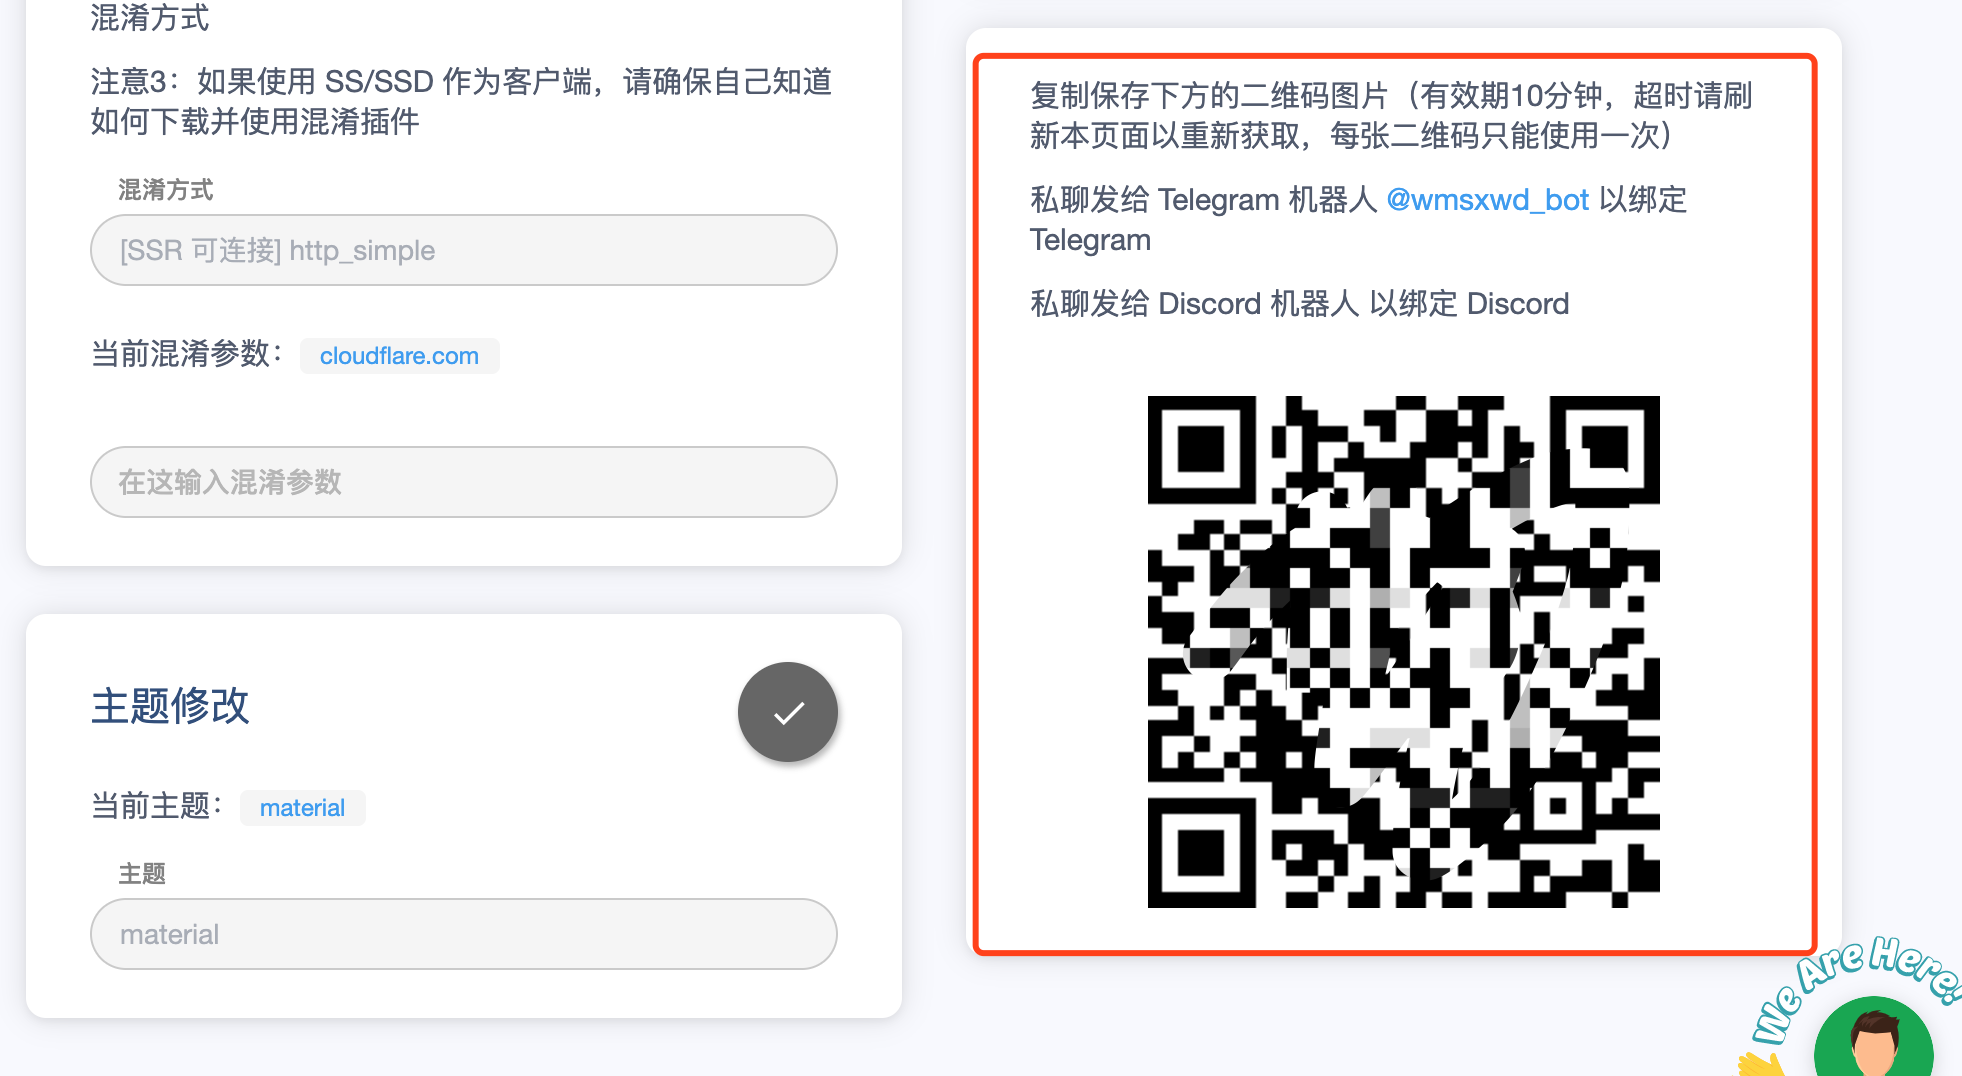 混淆方式
注意3：如果使用 SS/SSD 作为客户端，请确保自己知道
如何下载并使用混淆插件
混淆方式
[SSR 可连接] http_simple
当前混淆参数：
cloudflare.com
在这输入混淆参数
主题修改
当前主题：
material
主题
material
复制保存下方的二维码图片（有效期10分钟，超时请刷
新本页面以重新获取，每张二维码只能使用一次）
私聊发给 Telegram 机器人 @wmsxwd_bot 以绑定
Telegram
私聊发给 Discord 机器人 以绑定 Discord
We Are Here!